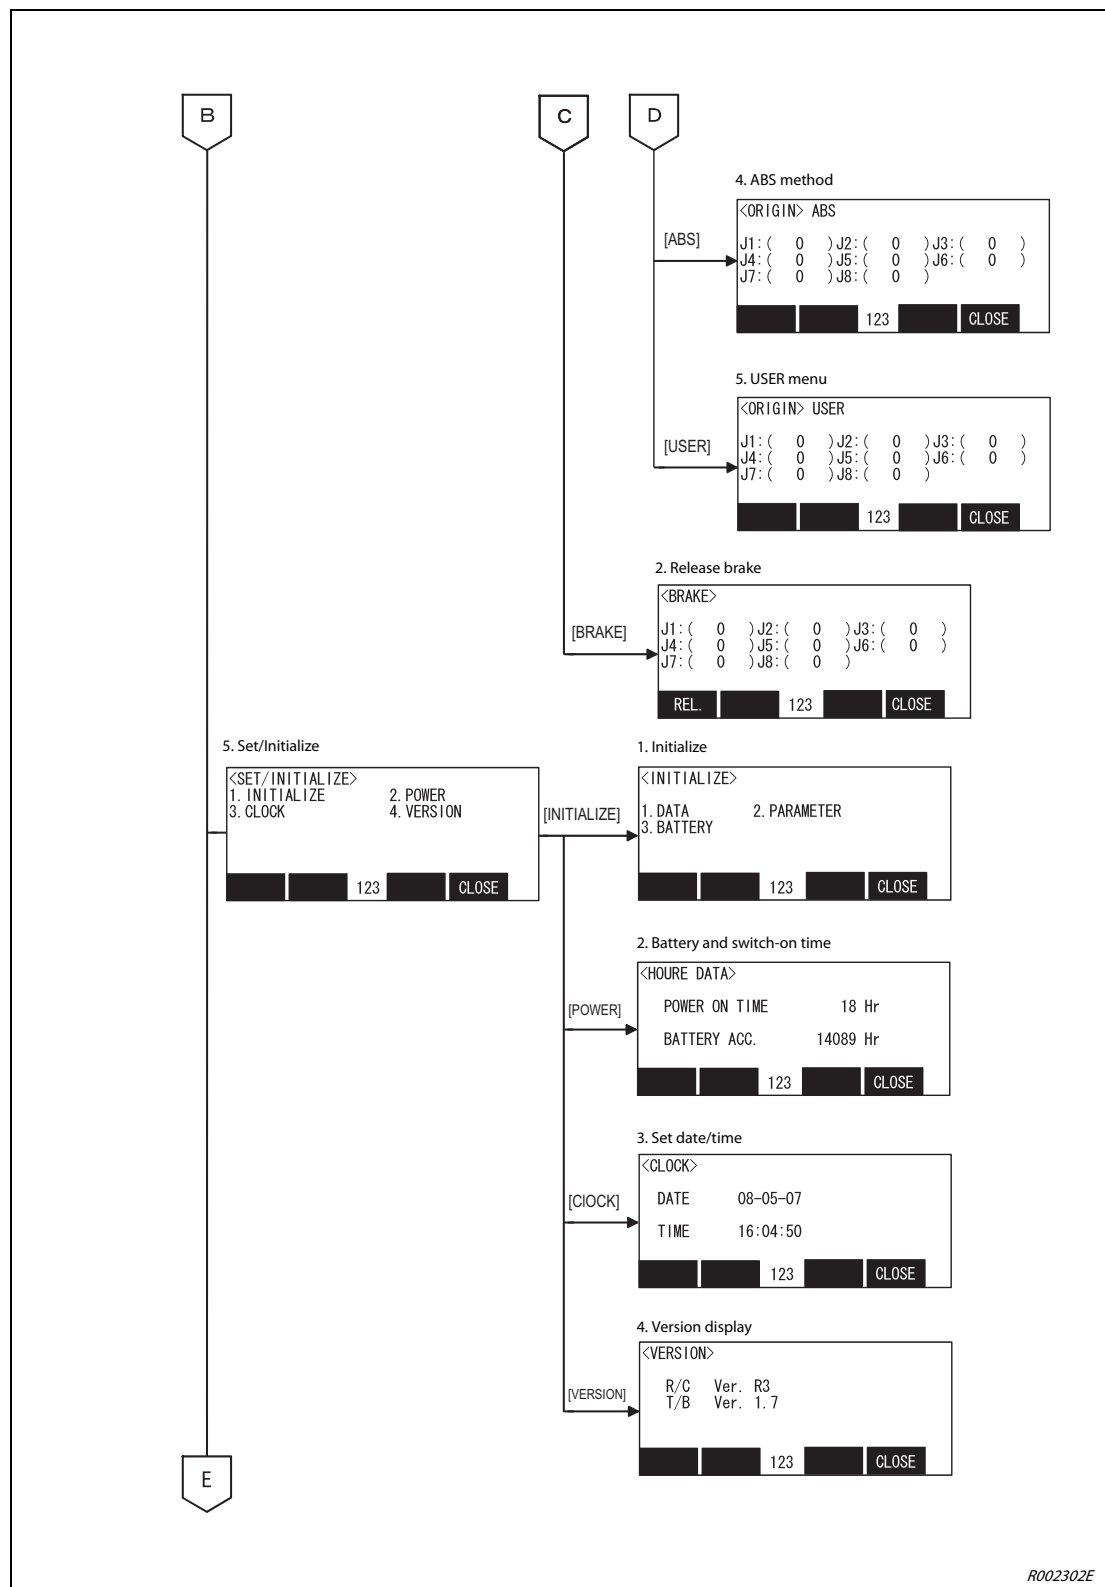 B
C
D
4. ABS method
<ORIGIN> ABS
[ABS]
J1:( 0 )J2:( 0 )J3:( 0 )
J4:( 0 )J5:( 0 )J6:( 0 )
J7:( 0 )J8:( 0 )
123 CLOSE
5. USER menu
<ORIGIN> USER
[USER]
J1:( 0 )J2:( 0 )J3:( 0 )
J4:( 0 )J5:( 0 )J6:( 0 )
J7:( 0 )J8:( 0 )
123 CLOSE
2. Release brake
<BRAKE>
[BRAKE]
J1:( 0 )J2:( 0 )J3:( 0 )
J4:( 0 )J5:( 0 )J6:( 0 )
J7:( 0 )J8:( 0 )
REL. 123 CLOSE
5. Set/Initialize
<SET/INITIALIZE>
1. INITIALIZE 2. POWER
3. CLOCK 4. VERSION
123 CLOSE
[INITIALIZE]
1. Initialize
<INITIALIZE>
1. DATA 2. PARAMETER
3. BATTERY
123 CLOSE
2. Battery and switch-on time
<HOURE DATA>
[POWER]
POWER ON TIME 18 Hr
BATTERY ACC. 14089 Hr
123 CLOSE
3. Set date/time
<CLOCK>
[ClOCK]
DATE 08-05-07
TIME 16:04:50
123 CLOSE
4. Version display
<VERSION>
[VERSION]
R/C Ver. R3
T/B Ver. 1.7
123 CLOSE
E
R002302E